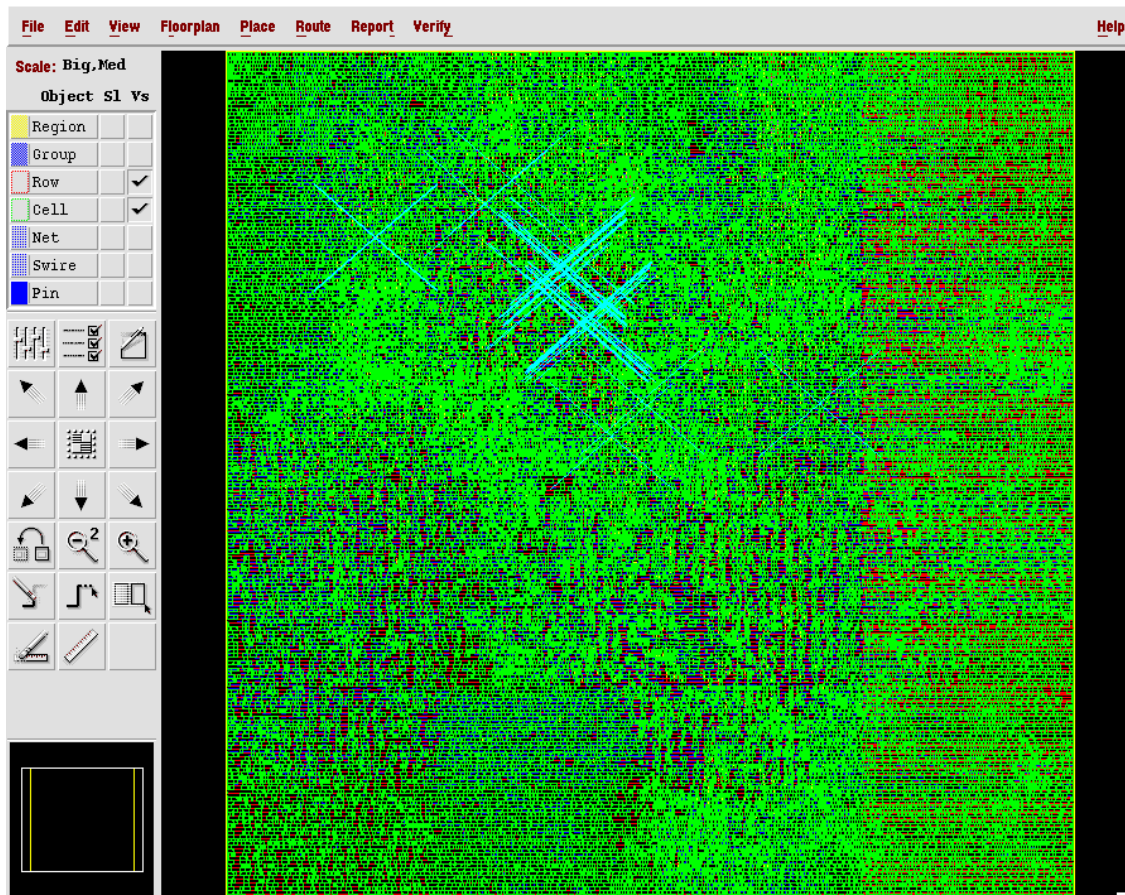 File Edit View Floorplan Place Route Report Verify Help
Scale: Big,Med
Object Sl Vs
Region
Group
Row
Cell
Net
Swire
Pin
2